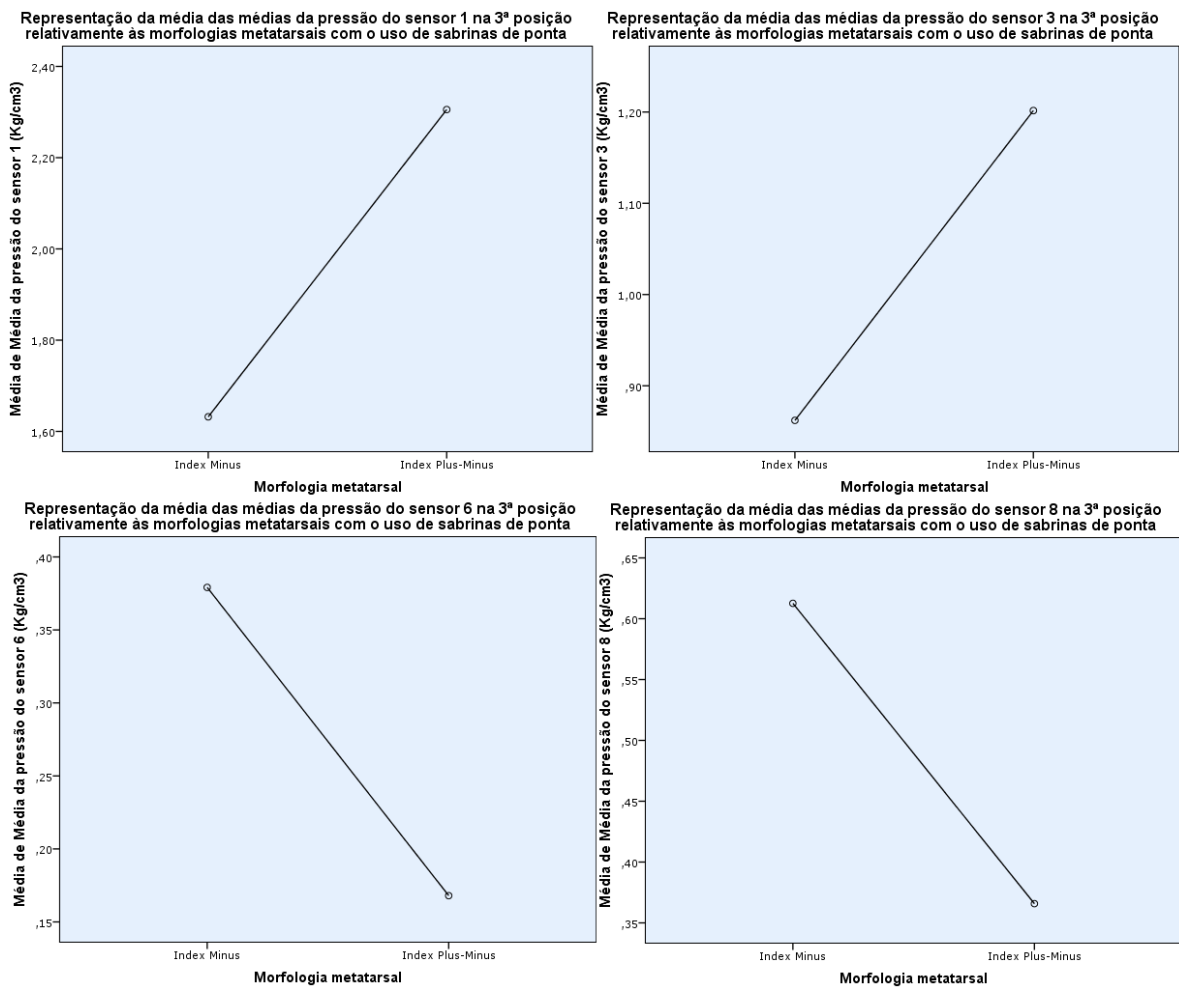 Representação da média das médias da pressão do sensor 1 na 3ª posição
relativamente às morfologias metatarsais com o uso de sabrinas de ponta
Média de Média da pressão do sensor 1 (Kg/cm3)
2,40
2,20
2,00
1,80
1,60
Index Minus
Index Plus-Minus
Morfologia metatarsal
Representação da média das médias da pressão do sensor 3 na 3ª posição
relativamente às morfologias metatarsais com o uso de sabrinas de ponta
Média de Média da pressão do sensor 3 (Kg/cm3)
1,20
1,10
1,00
,90
Index Minus
Index Plus-Minus
Morfologia metatarsal
Representação da média das médias da pressão do sensor 6 na 3ª posição
relativamente às morfologias metatarsais com o uso de sabrinas de ponta
Média de Média da pressão do sensor 6 (Kg/cm3)
,40
,35
,30
,25
,20
,15
Index Minus
Index Plus-Minus
Morfologia metatarsal
Representação da média das médias da pressão do sensor 8 na 3ª posição
relativamente às morfologias metatarsais com o uso de sabrinas de ponta
Média de Média da pressão do sensor 8 (Kg/cm3)
,65
,60
,55
,50
,45
,40
,35
Index Minus
Index Plus-Minus
Morfologia metatarsal